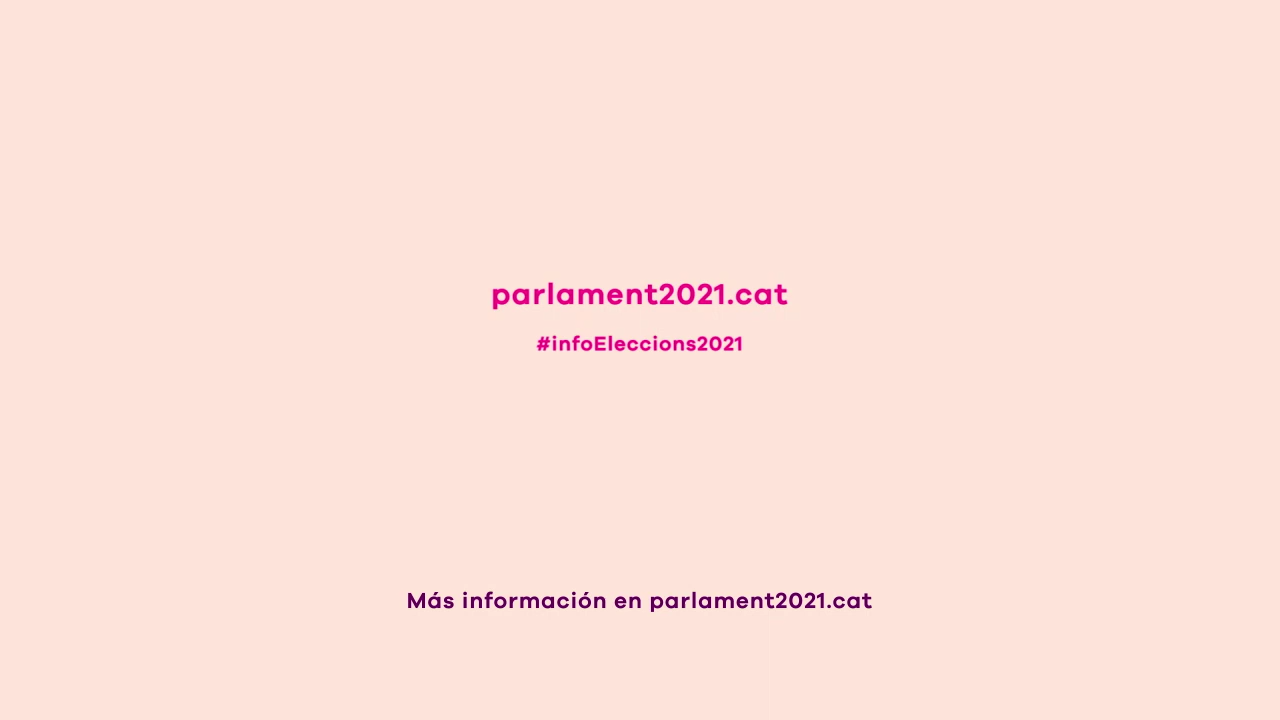 parlament2021.cat
#infoEleccions2021
Más información en parlament2021.cat